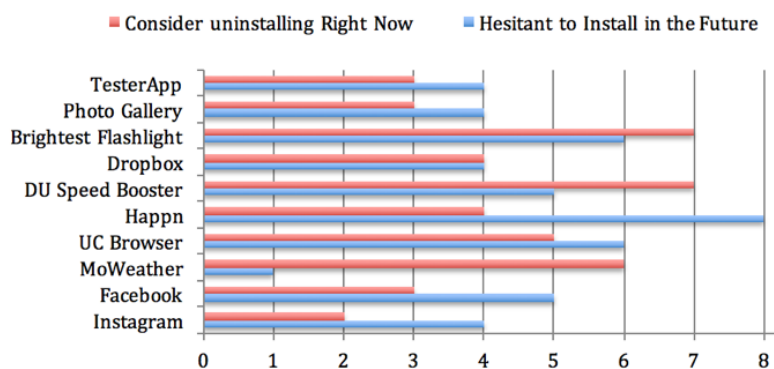 Consider uninstalling Right Now Hesitant to Install in the Future
TesterApp
Photo Gallery
Brightest Flashlight
Dropbox
DU Speed Booster
Happn
UC Browser
MoWeather
Facebook
Instagram
0 1 2 3 4 5 6 7 8